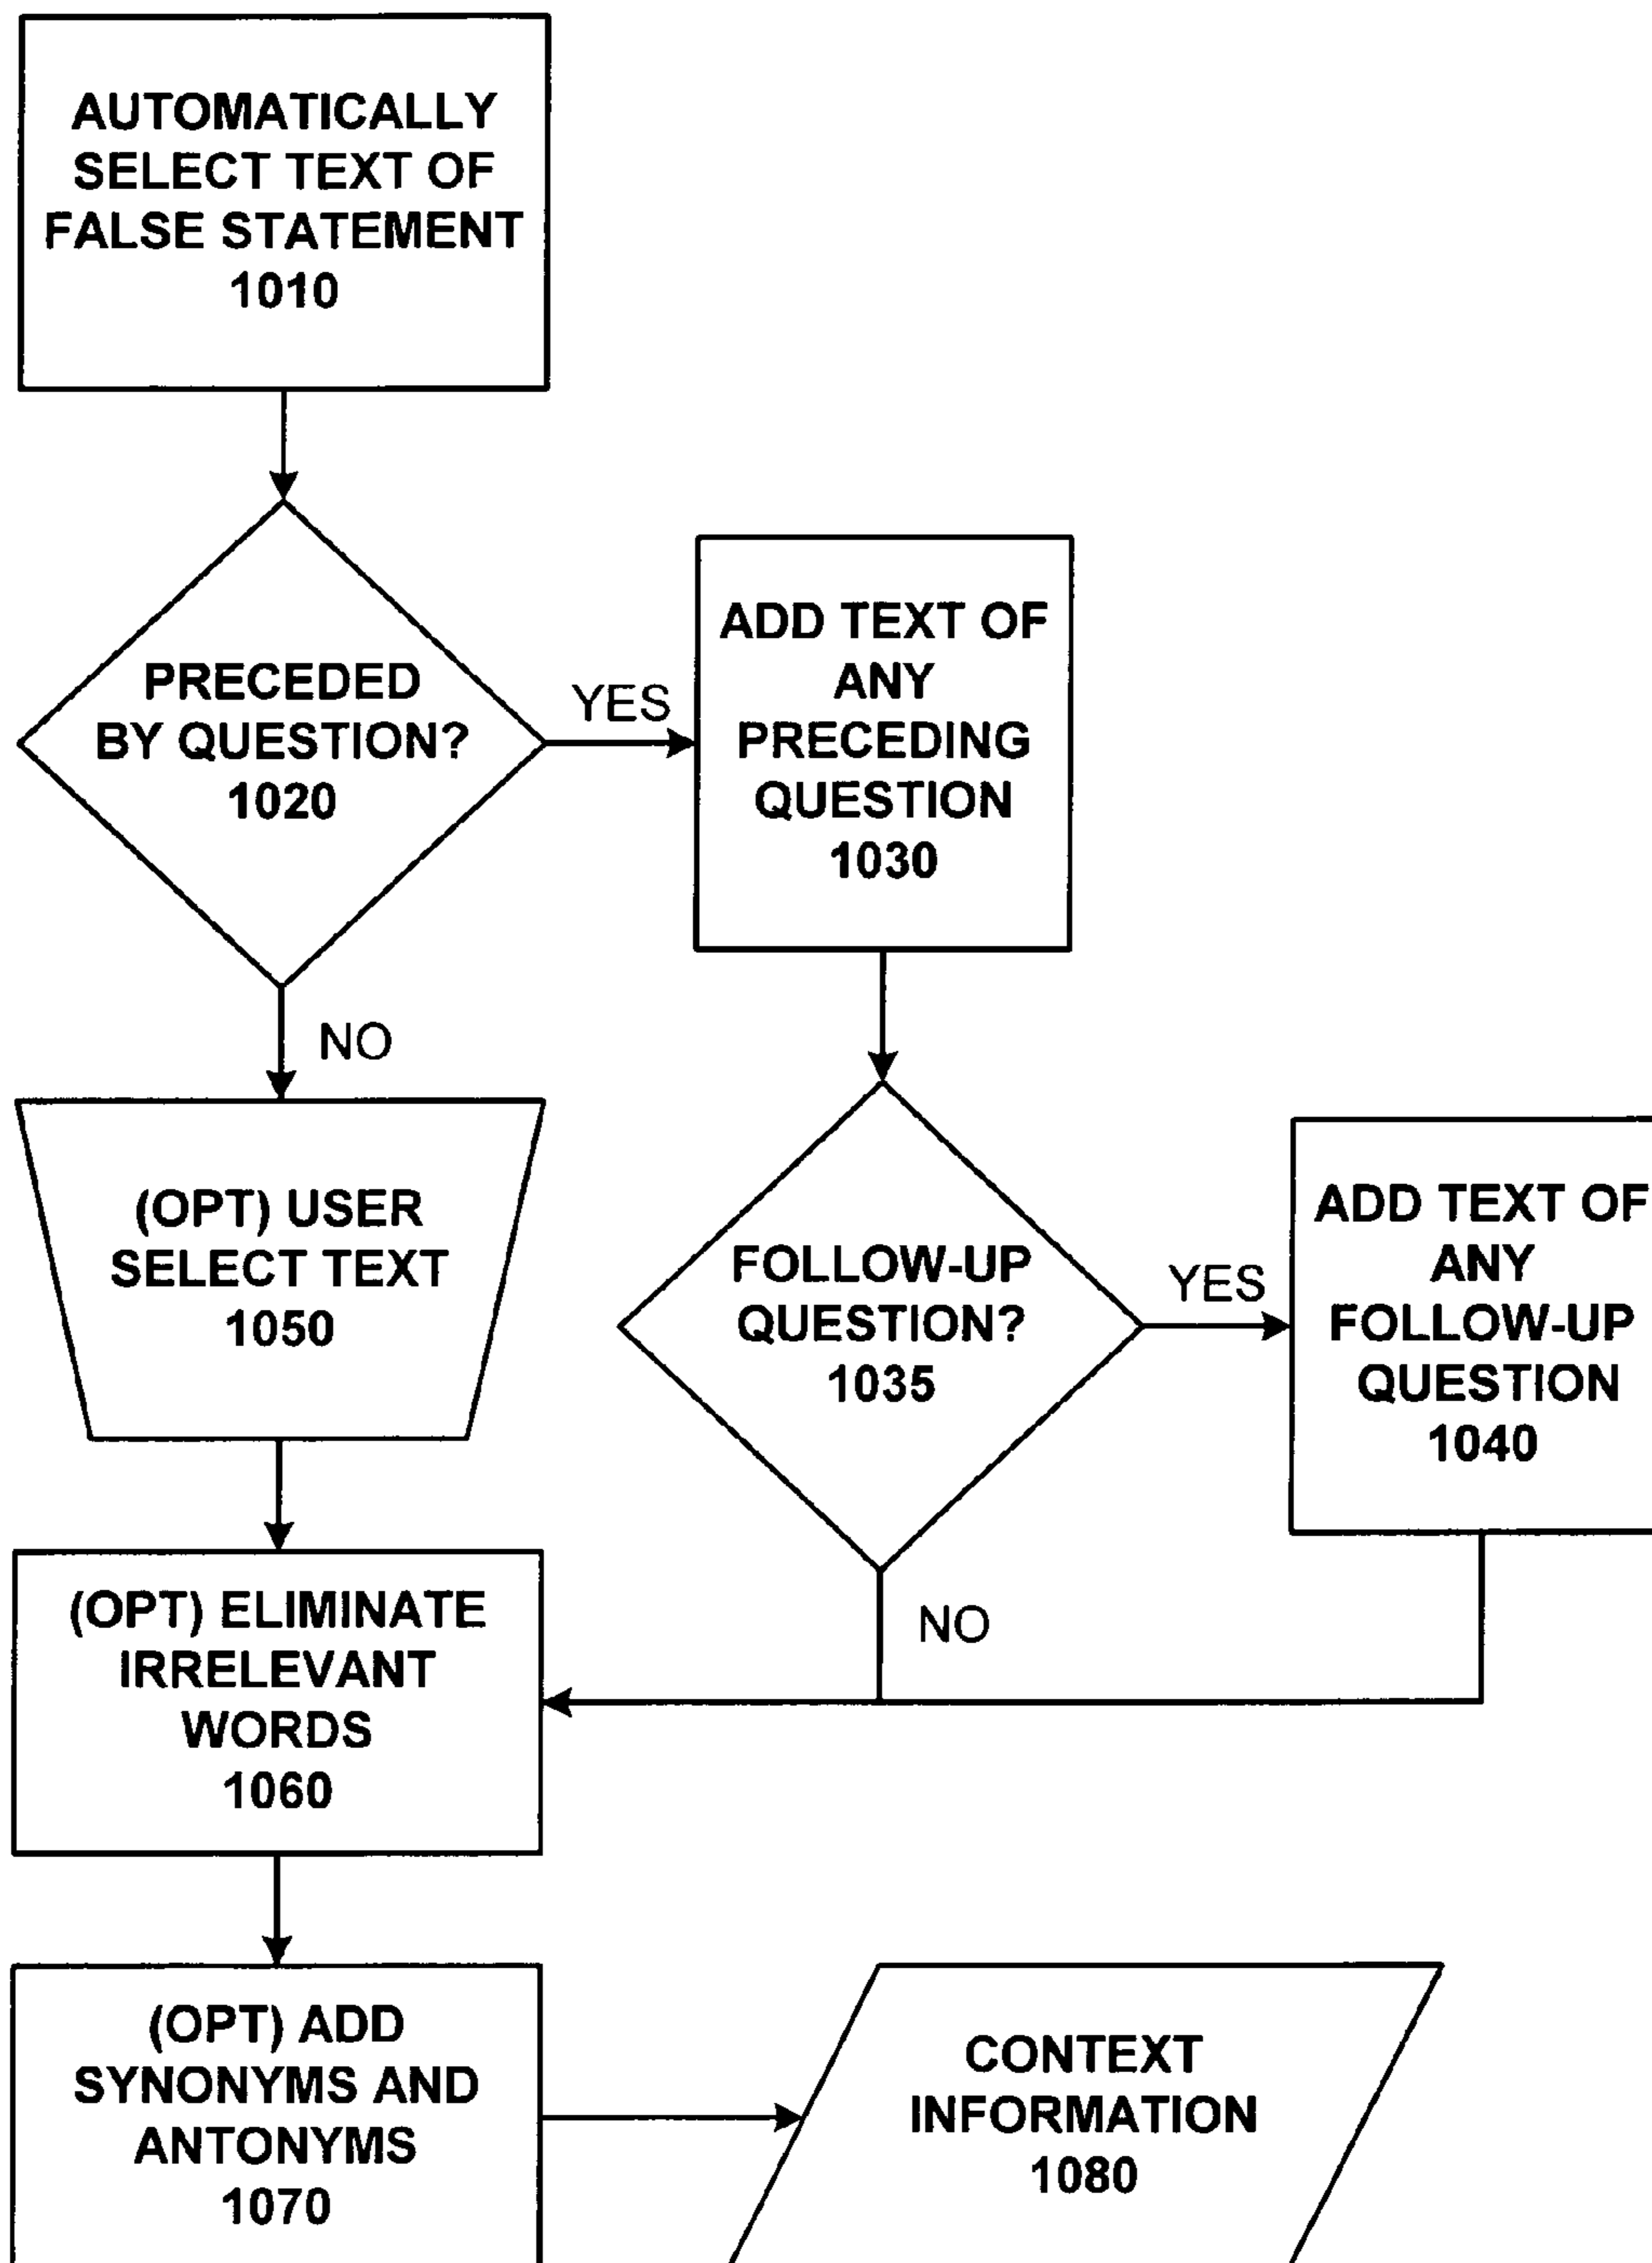 AUTOMATICALLY
SELECT TEXT OF
FALSE STATEMENT
1010
PRECEDED
BY QUESTION?
1020
YES
ADD TEXT OF
ANY
PRECEDING
QUESTION
1030
NO
(OPT) USER
SELECT TEXT
1050
FOLLOW-UP
QUESTION?
1035
YES
ADD TEXT OF
ANY
FOLLOW-UP
QUESTION
1040
NO
(OPT) ELIMINATE
IRRELEVANT
WORDS
1060
(OPT) ADD
SYNONYMS AND
ANTONYMS
1070
CONTEXT
INFORMATION
1080